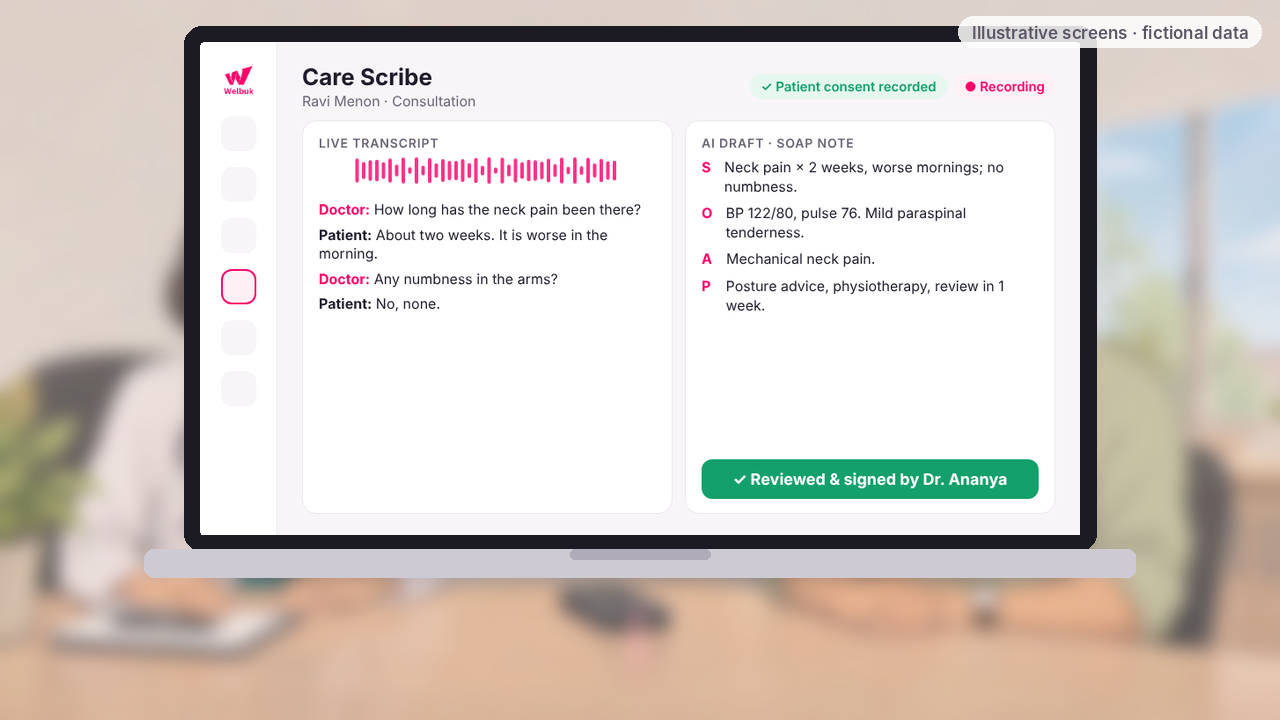 Illustrative screens · fictional data
Welbuk
Care Scribe
Ravi Menon · Consultation
✓ Patient consent recorded
● Recording
LIVE TRANSCRIPT
Doctor: How long has the neck pain been there?
Patient: About two weeks. It is worse in the
morning.
Doctor: Any numbness in the arms?
Patient: No, none.
AI DRAFT · SOAP NOTE
S Neck pain × 2 weeks, worse mornings; no
numbness.
O BP 122/80, pulse 76. Mild paraspinal
tenderness.
A Mechanical neck pain.
P Posture advice, physiotherapy, review in 1
week.
✓ Reviewed & signed by Dr. Ananya